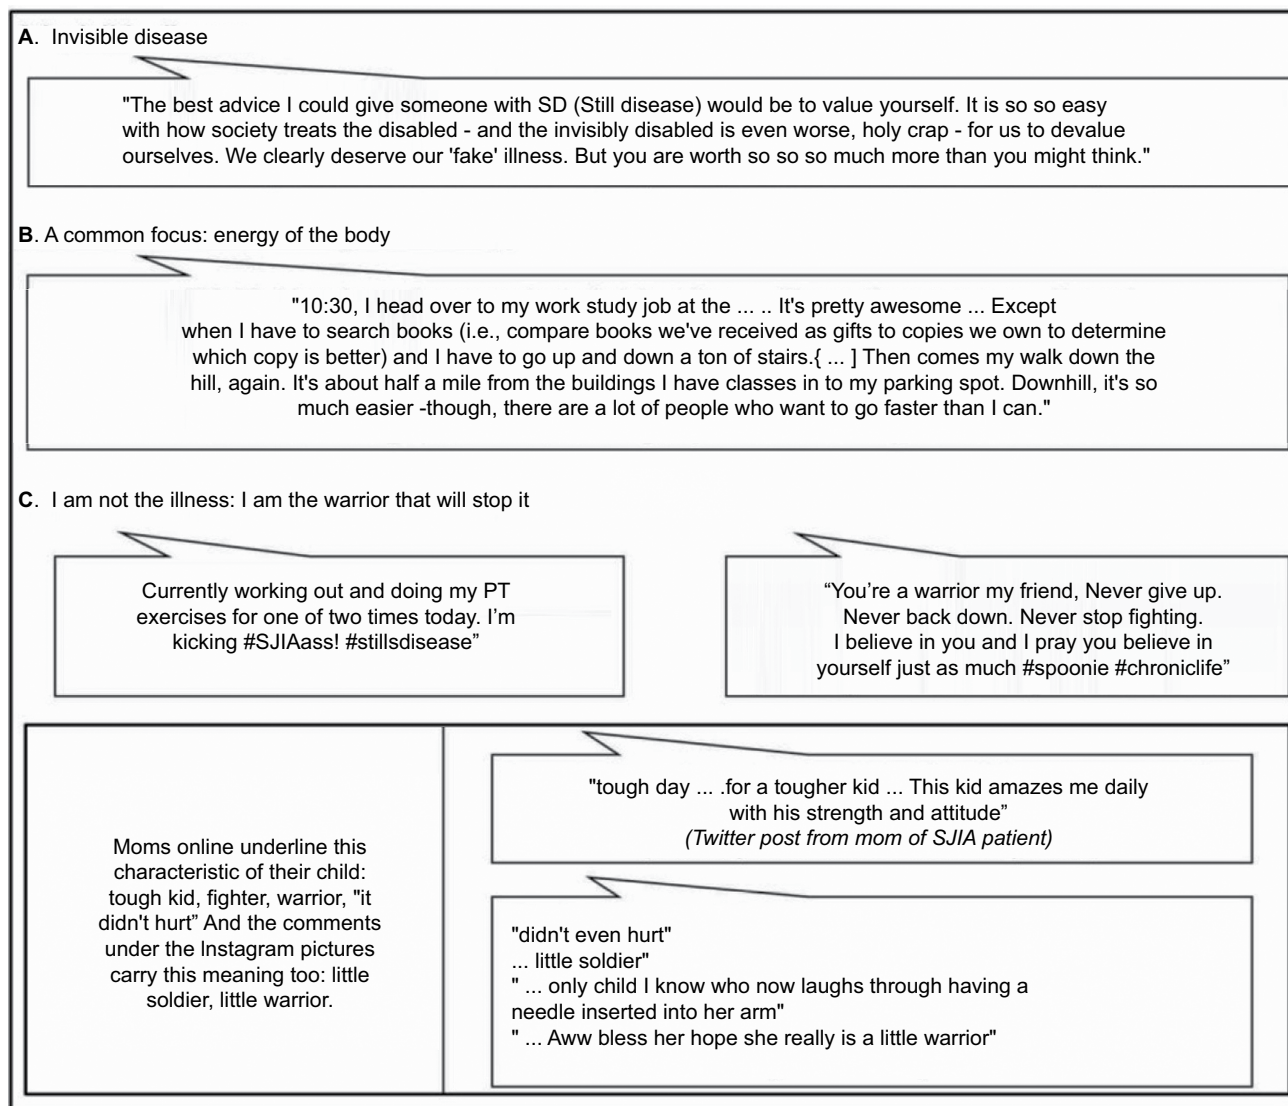 A. Invisible disease
"The best advice I could give someone with SD (Still disease) would be to value yourself. It is so so easy
with how society treats the disabled - and the invisibly disabled is even worse, holy crap - for us to devalue
ourselves. We clearly deserve our 'fake' illness. But you are worth so so so much more than you might think."
B. A common focus: energy of the body
"10:30, I head over to my work study job at the ... .. It's pretty awesome ... Except
when I have to search books (i.e., compare books we've received as gifts to copies we own to determine
which copy is better) and I have to go up and down a ton of stairs.{ ... ] Then comes my walk down the
hill, again. It's about half a mile from the buildings I have classes in to my parking spot. Downhill, it's so
much easier -though, there are a lot of people who want to go faster than I can."
C. I am not the illness: I am the warrior that will stop it
Currently working out and doing my PT
exercises for one of two times today. I'm
kicking #SJIAass! #stillsdisease”
“You're a warrior my friend, Never give up.
Never back down. Never stop fighting.
I believe in you and I pray you believe in
yourself just as much #spoonie #chroniclife”
Moms online underline this
characteristic of their child:
tough kid, fighter, warrior, "it
didn't hurt” And the comments
under the Instagram pictures
carry this meaning too: little
soldier, little warrior.
"tough day ... .for a tougher kid ... This kid amazes me daily
with his strength and attitude”
(Twitter post from mom of SJIA patient)
"didn't even hurt"
... little soldier"
" ... only child I know who now laughs through having a
needle inserted into her arm"
" ... Aww bless her hope she really is a little warrior"